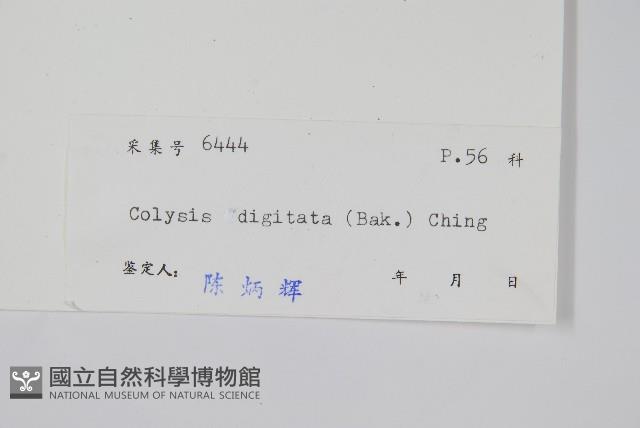 采集号 6444 P.56 科
Colysis digitata (Bak.) Ching
鉴定人: 陈炳辉 年 月 日
國立自然科學博物館
NATIONAL MUSEUM OF NATURAL SCIENCE